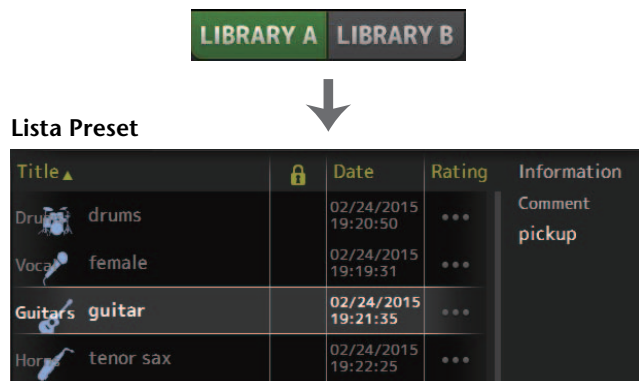 LIBRARY A LIBRARY B
Lista Preset
Title Date Rating Information
Drums drums 02/24/2015 19:20:50 Comment
pickup
Vocal female 02/24/2015 19:19:31
Guitars guitar 02/24/2015 19:21:35
Horns tenor sax 02/24/2015 19:22:25